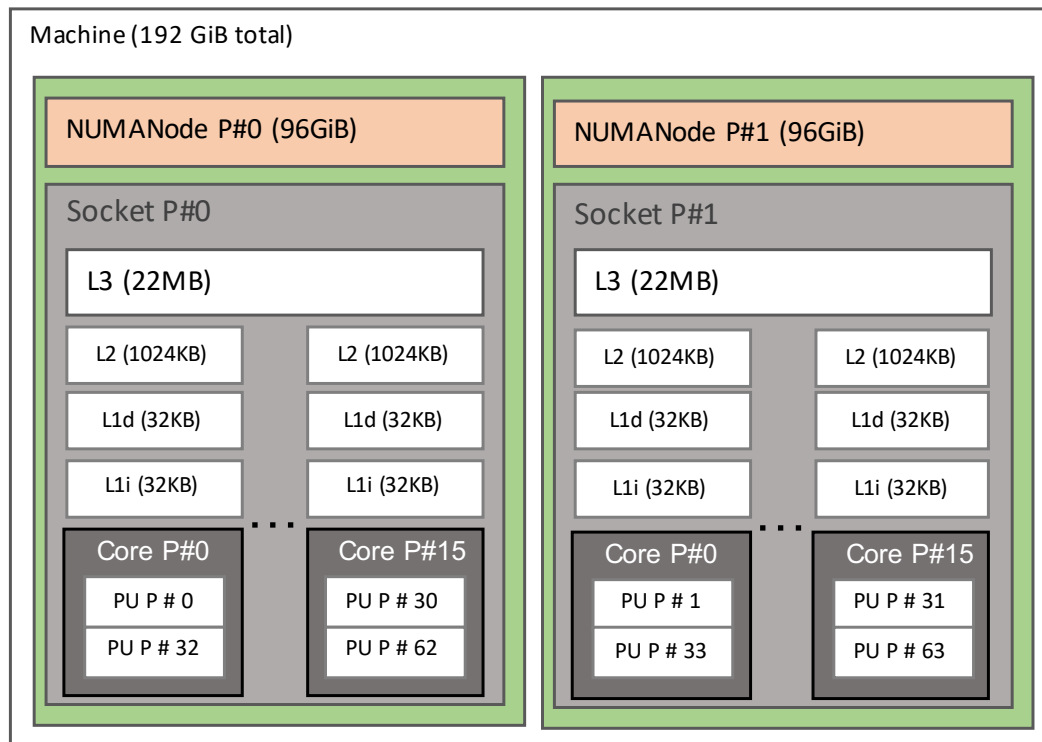 Machine (192 GiB total)
NUMANode P#0 (96GiB)
Socket P#0
L3 (22MB)
L2 (1024KB)
L2 (1024KB)
L1d (32KB)
L1d (32KB)
L1i (32KB)
L1i (32KB)
...
Core P#0
PU P # 0
PU P # 32
Core P#15
PU P # 30
PU P # 62
NUMANode P#1 (96GiB)
Socket P#1
L3 (22MB)
L2 (1024KB)
L2 (1024KB)
L1d (32KB)
L1d (32KB)
L1i (32KB)
L1i (32KB)
...
Core P#0
PU P # 1
PU P # 33
Core P#15
PU P # 31
PU P # 63